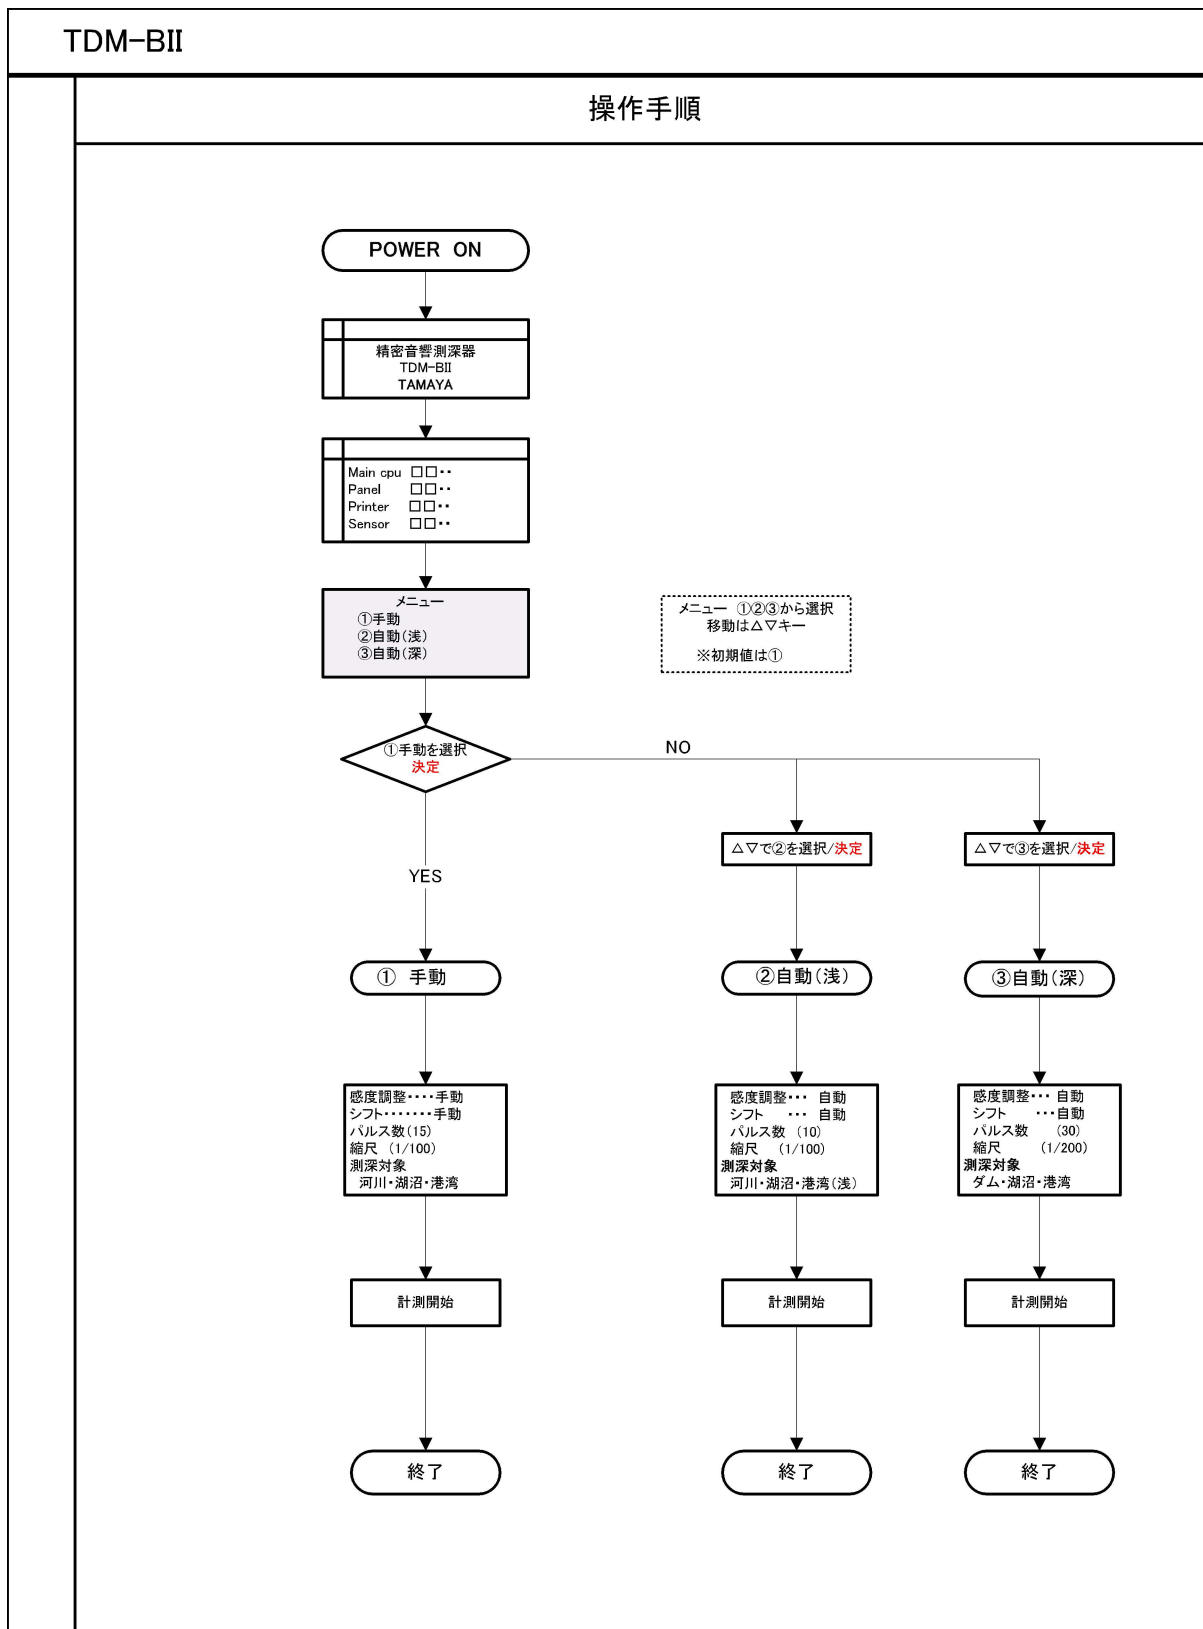 TDM-BII
操作手順
POWER ON
精密音響測深器
TDM-BII
TAMAYA
Main cpu □□・・
Panel □□・・
Printer □□・・
Sensor □□・・
メニュー
①手動
②自動(浅)
③自動(深)
メニュー ①②③から選択
移動は△▽キー
※初期値は①
①手動を選択
決定
NO
YES
△▽で②を選択/決定
△▽で③を選択/決定
① 手動
②自動(浅)
③自動(深)
感度調整・・・・手動
シフト・・・・・・・手動
パルス数(15)
縮尺 (1/100)
測深対象
河川・湖沼・港湾
感度調整・・・ 自動
シフト ・・・ 自動
パルス数 (10)
縮尺 (1/100)
測深対象
河川・湖沼・港湾(浅)
感度調整・・・ 自動
シフト ・・・自動
パルス数 (30)
縮尺 (1/200)
測深対象
ダム・湖沼・港湾
計測開始
計測開始
計測開始
終了
終了
終了